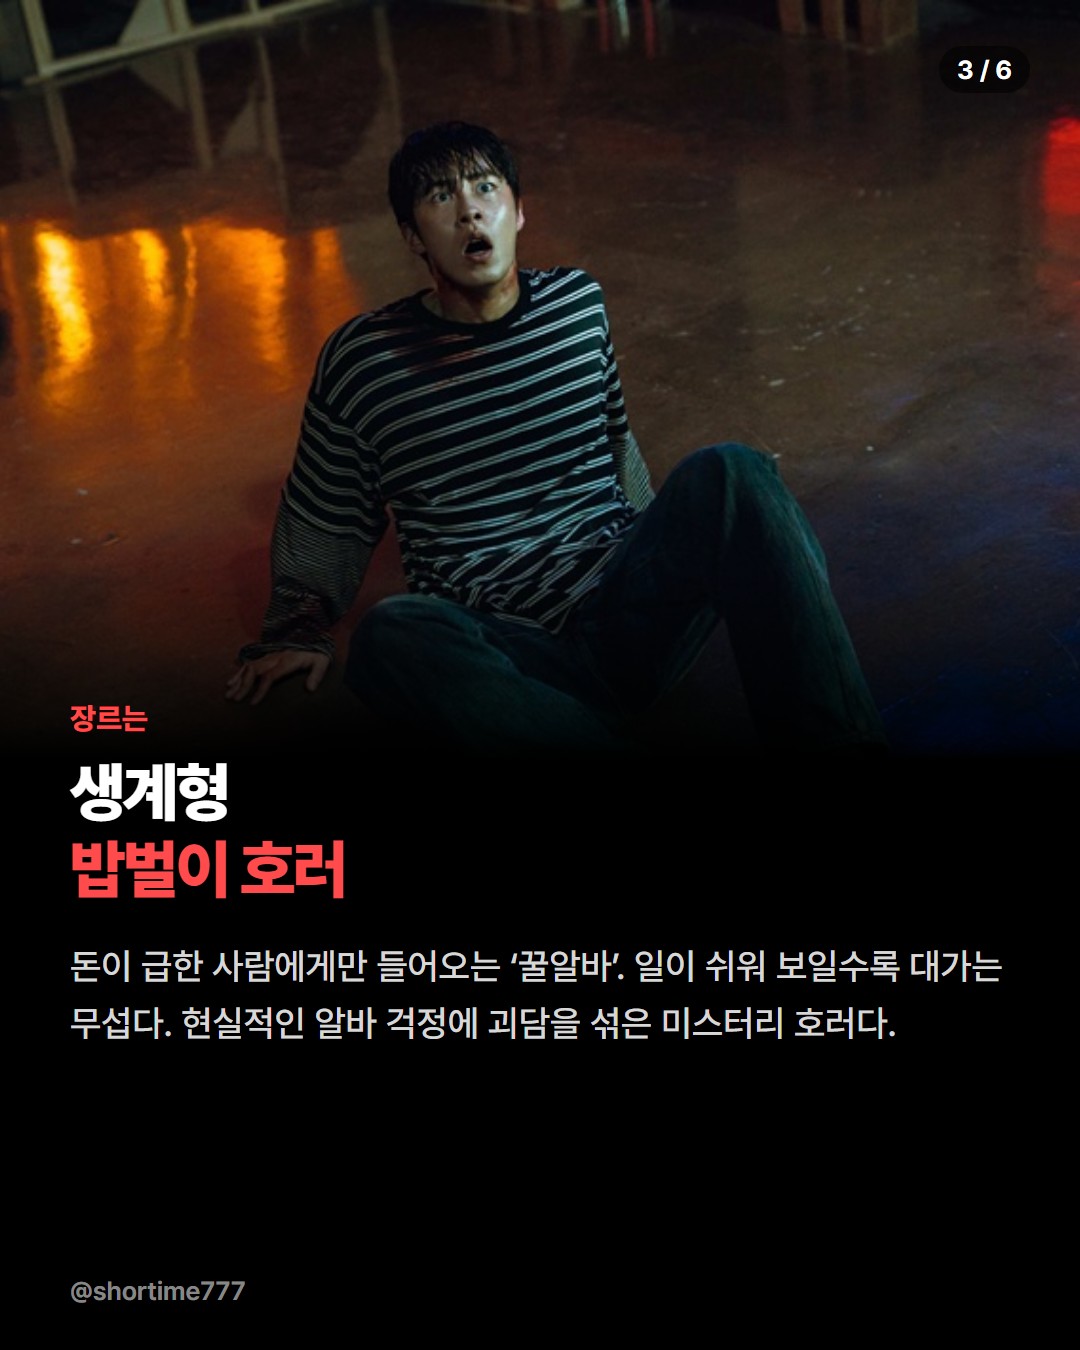 3 / 6
장르는
생계형
밥벌이 호러
돈이 급한 사람에게만 들어오는 ‘꿀알바’. 일이 쉬워 보일수록 대가는
무섭다. 현실적인 알바 걱정에 괴담을 섞은 미스터리 호러다.
@shortime777